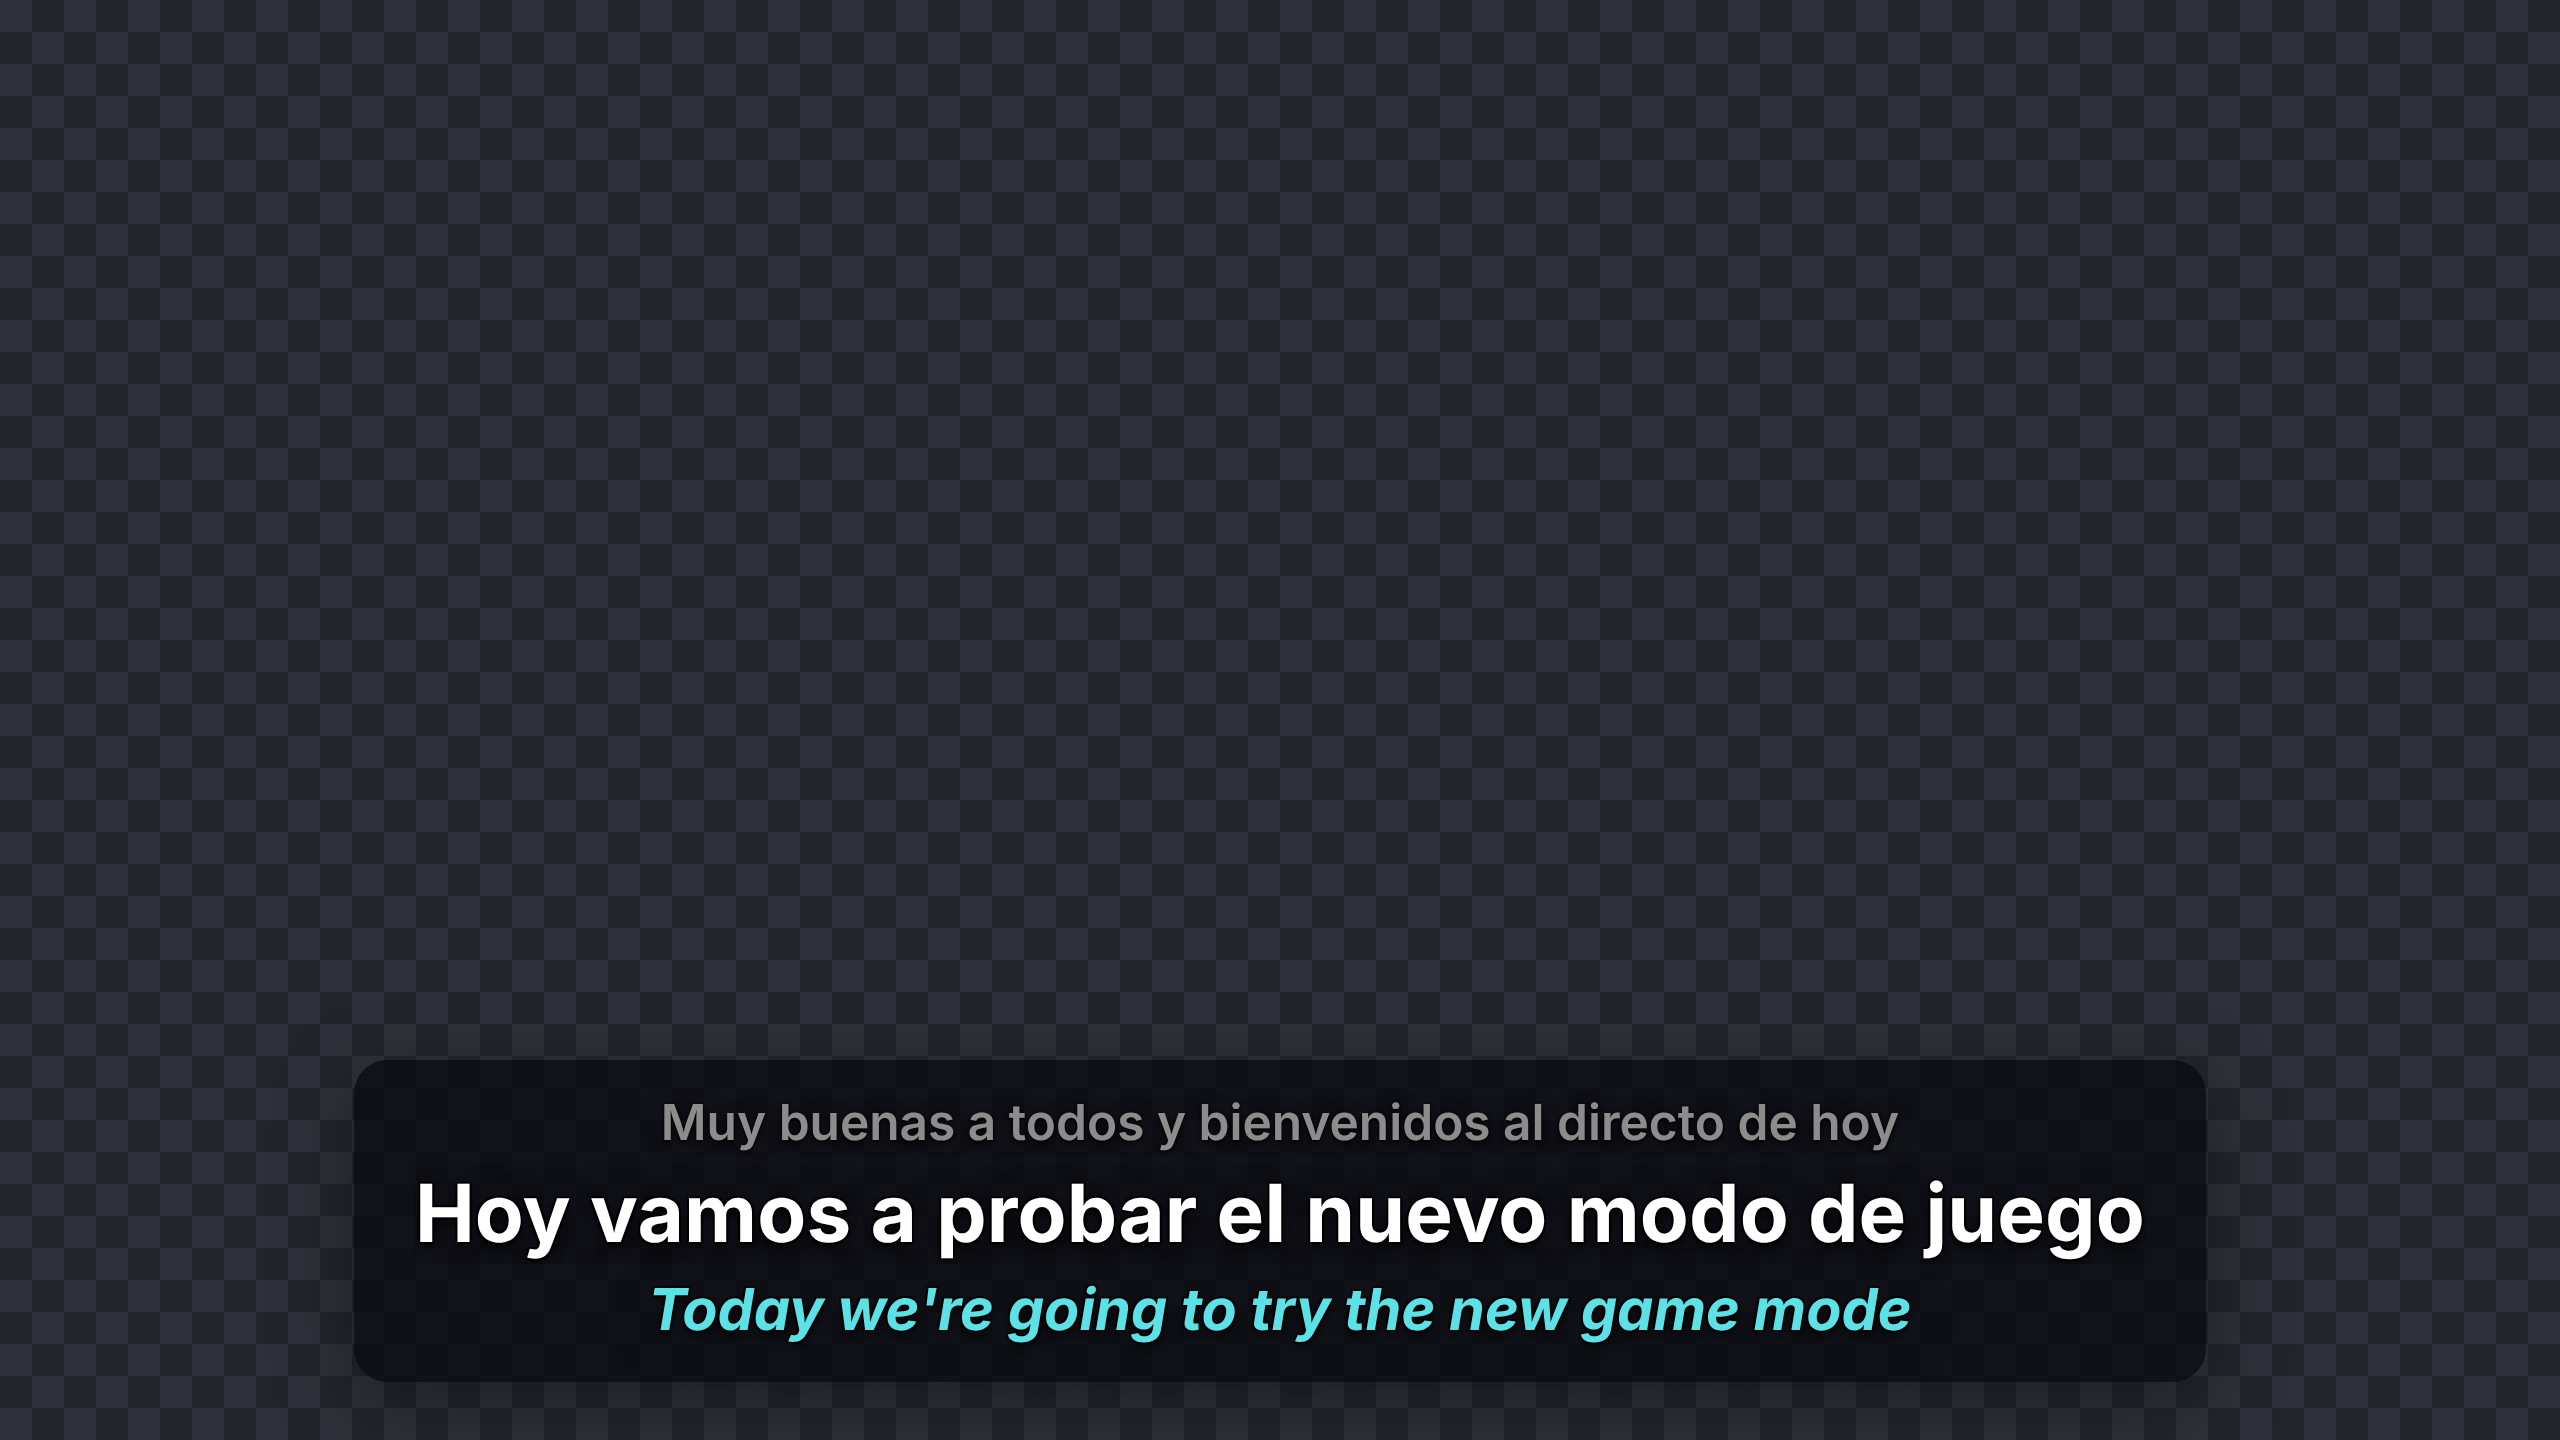 Muy buenas a todos y bienvenidos al directo de hoy
Hoy vamos a probar el nuevo modo de juego
Today we're going to try the new game mode